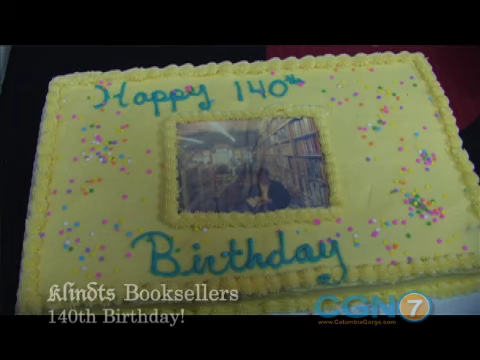 Happy 140th
Birthday
Klindts Booksellers
140th Birthday!
CGN 7
www.ColumbiaGorge.com